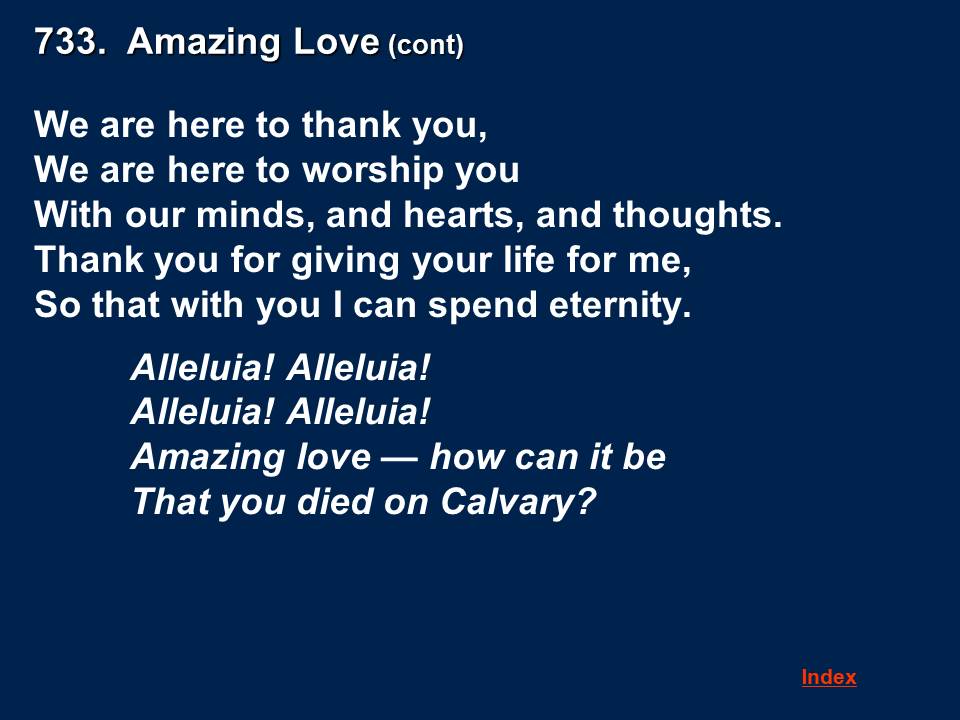 733. Amazing Love (cont)
We are here to thank you,
We are here to worship you
With our minds, and hearts, and thoughts.
Thank you for giving your life for me,
So that with you I can spend eternity.
Alleluia! Alleluia!
Alleluia! Alleluia!
Amazing love — how can it be
That you died on Calvary?
Index